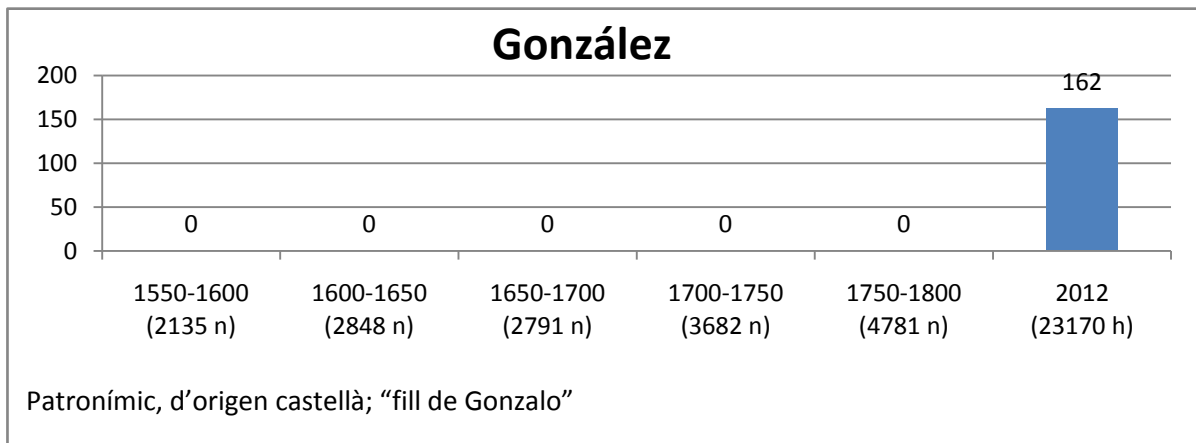 González
200
150
100
50
0
162
0
0
0
0
0
1550-1600
(2135 n)
1600-1650
(2848 n)
1650-1700
(2791 n)
1700-1750
(3682 n)
1750-1800
(4781 n)
2012
(23170 h)
Patronímic, d’origen castellà; “fill de Gonzalo”